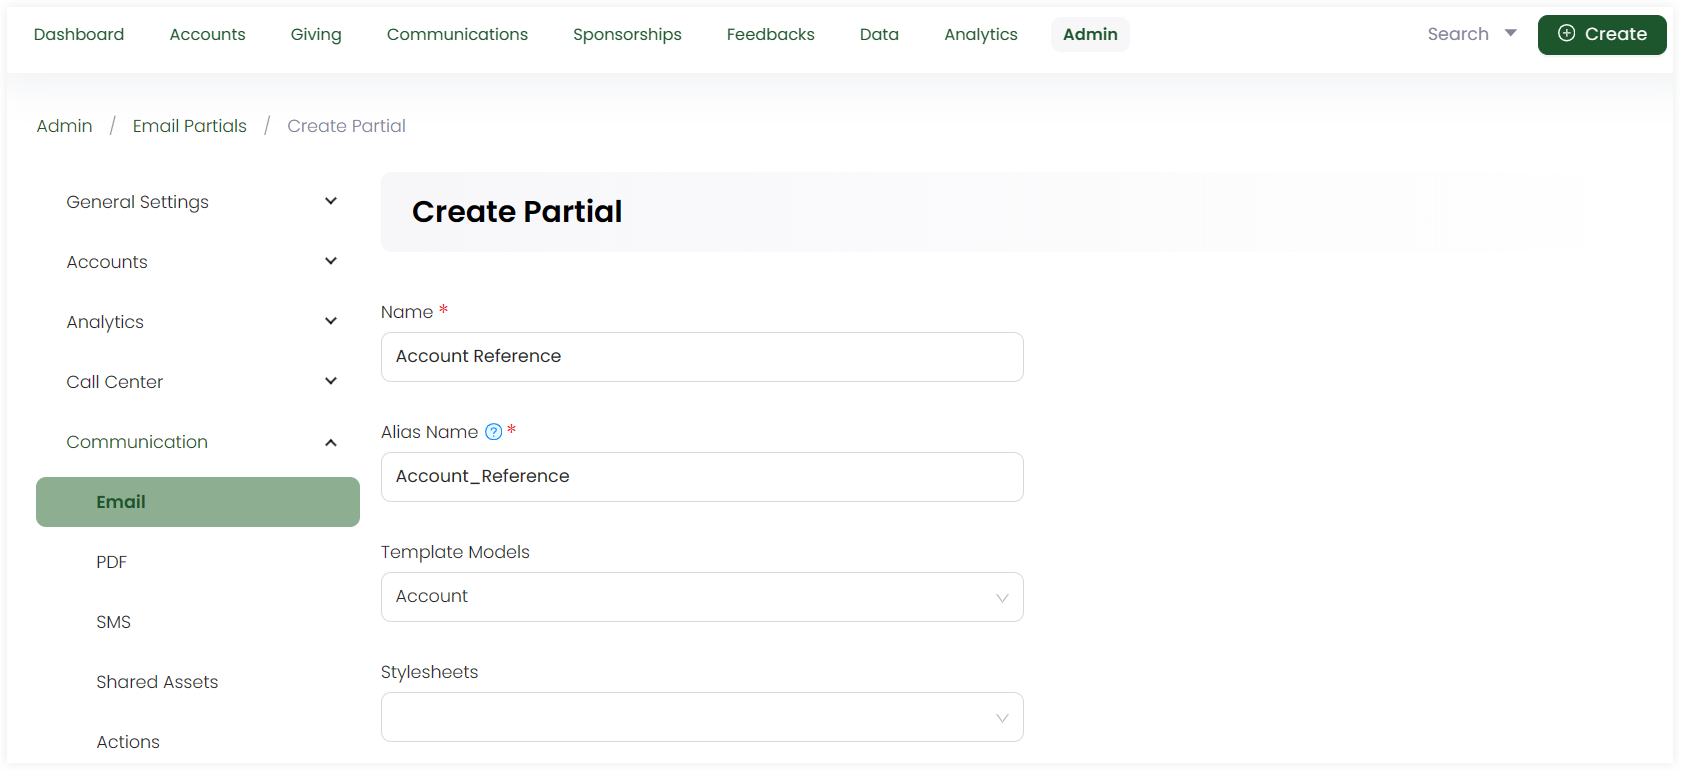 Dashboard Accounts Giving Communications Sponsorships Feedbacks Data Analytics Admin Search Create
Admin / Email Partials / Create Partial
General Settings
Accounts
Analytics
Call Center
Communication
Email
PDF
SMS
Shared Assets
Actions
Create Partial
Name *
Account Reference
Alias Name ? *
Account_Reference
Template Models
Account
Stylesheets